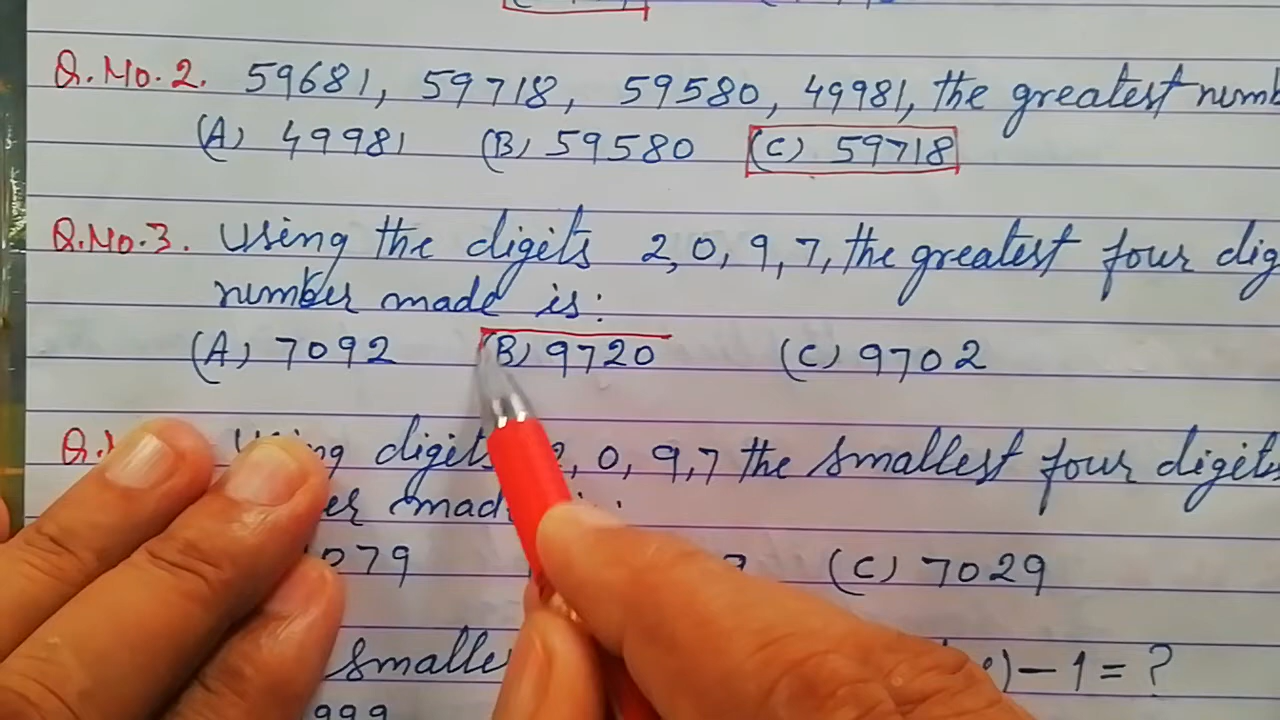 Q.No.2. 59681, 59718, 59580, 49981, the greatest numb
(A) 49981 (B) 59580 (C) 59718
Q.No.3. Using the digits 2, 0, 9, 7, the greatest four dig
number made is:
(A) 7092 (B) 9720 (C) 9702
digits 0, 9, 7 the smallest four digits
079 (C) 7029
) - 1 = ?
999